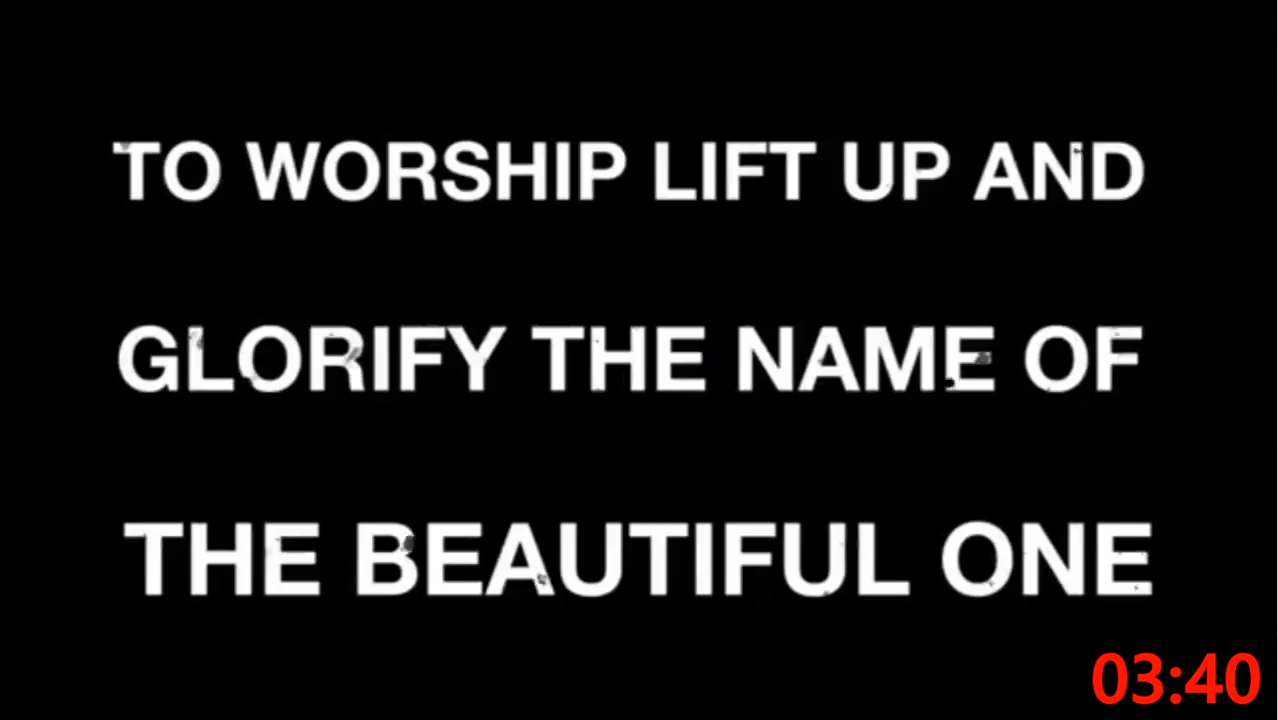 TO WORSHIP LIFT UP AND
GLORIFY THE NAME OF
THE BEAUTIFUL ONE
03:40